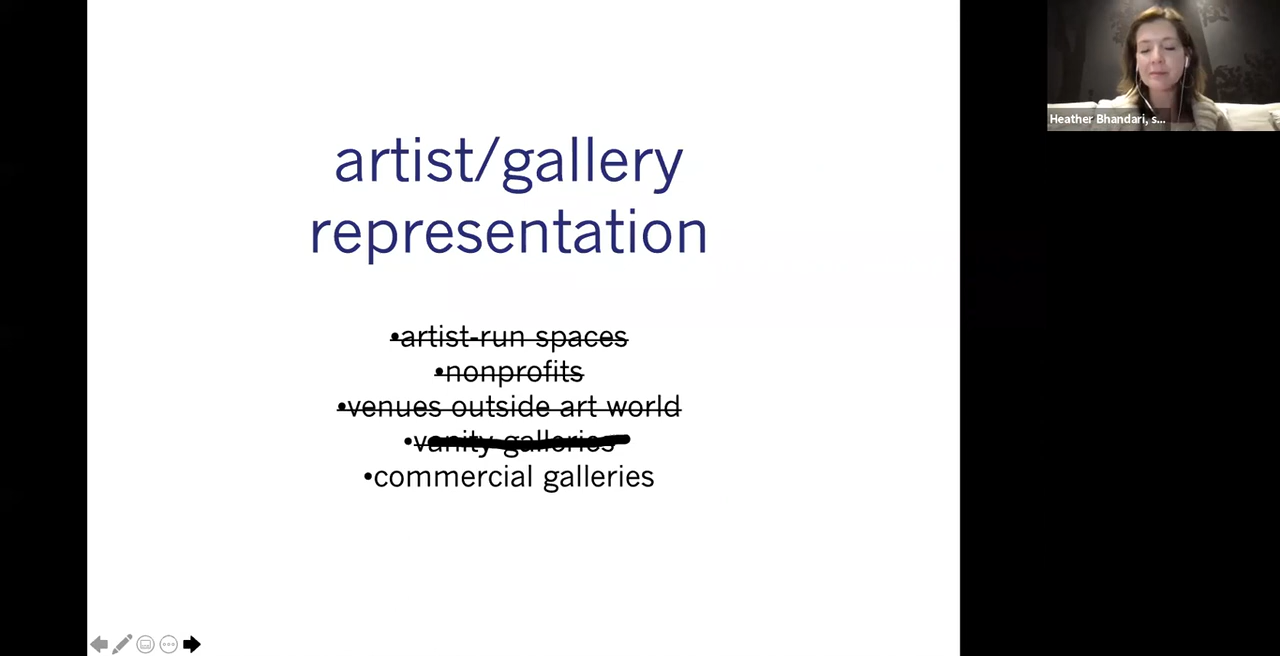 artist/gallery
representation
•artist-run spaces
•nonprofits
•venues outside art world
•vanity galleries
•commercial galleries
Heather Bhandari, s...